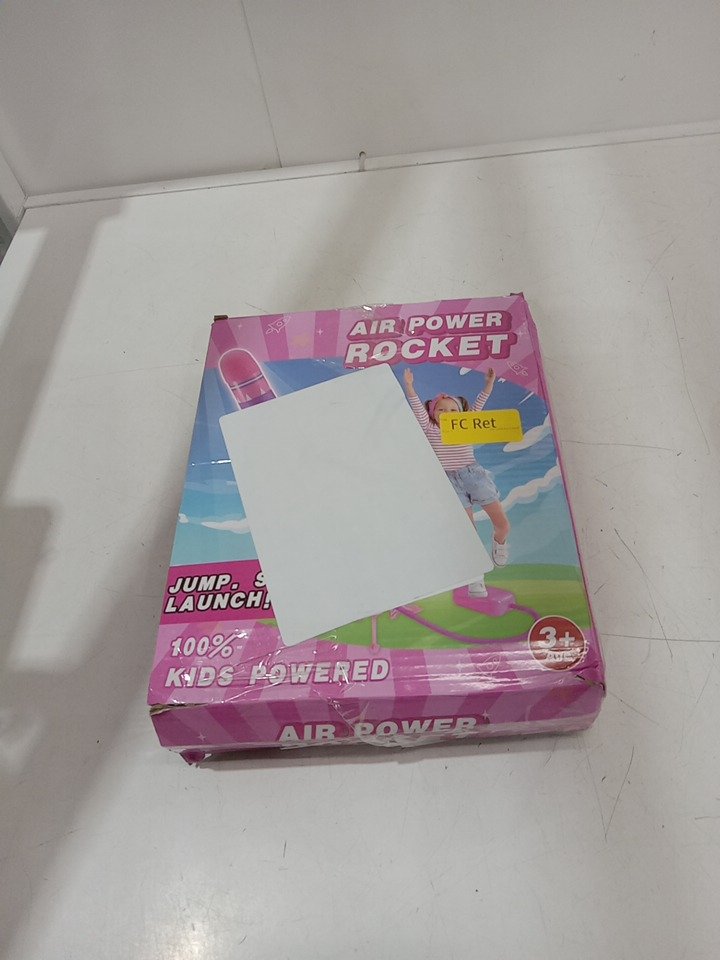 AIR POWER
ROCKET
FC Ret
JUMP. S
LAUNCH!
100%
KIDS POWERED
3+
AIR POWER